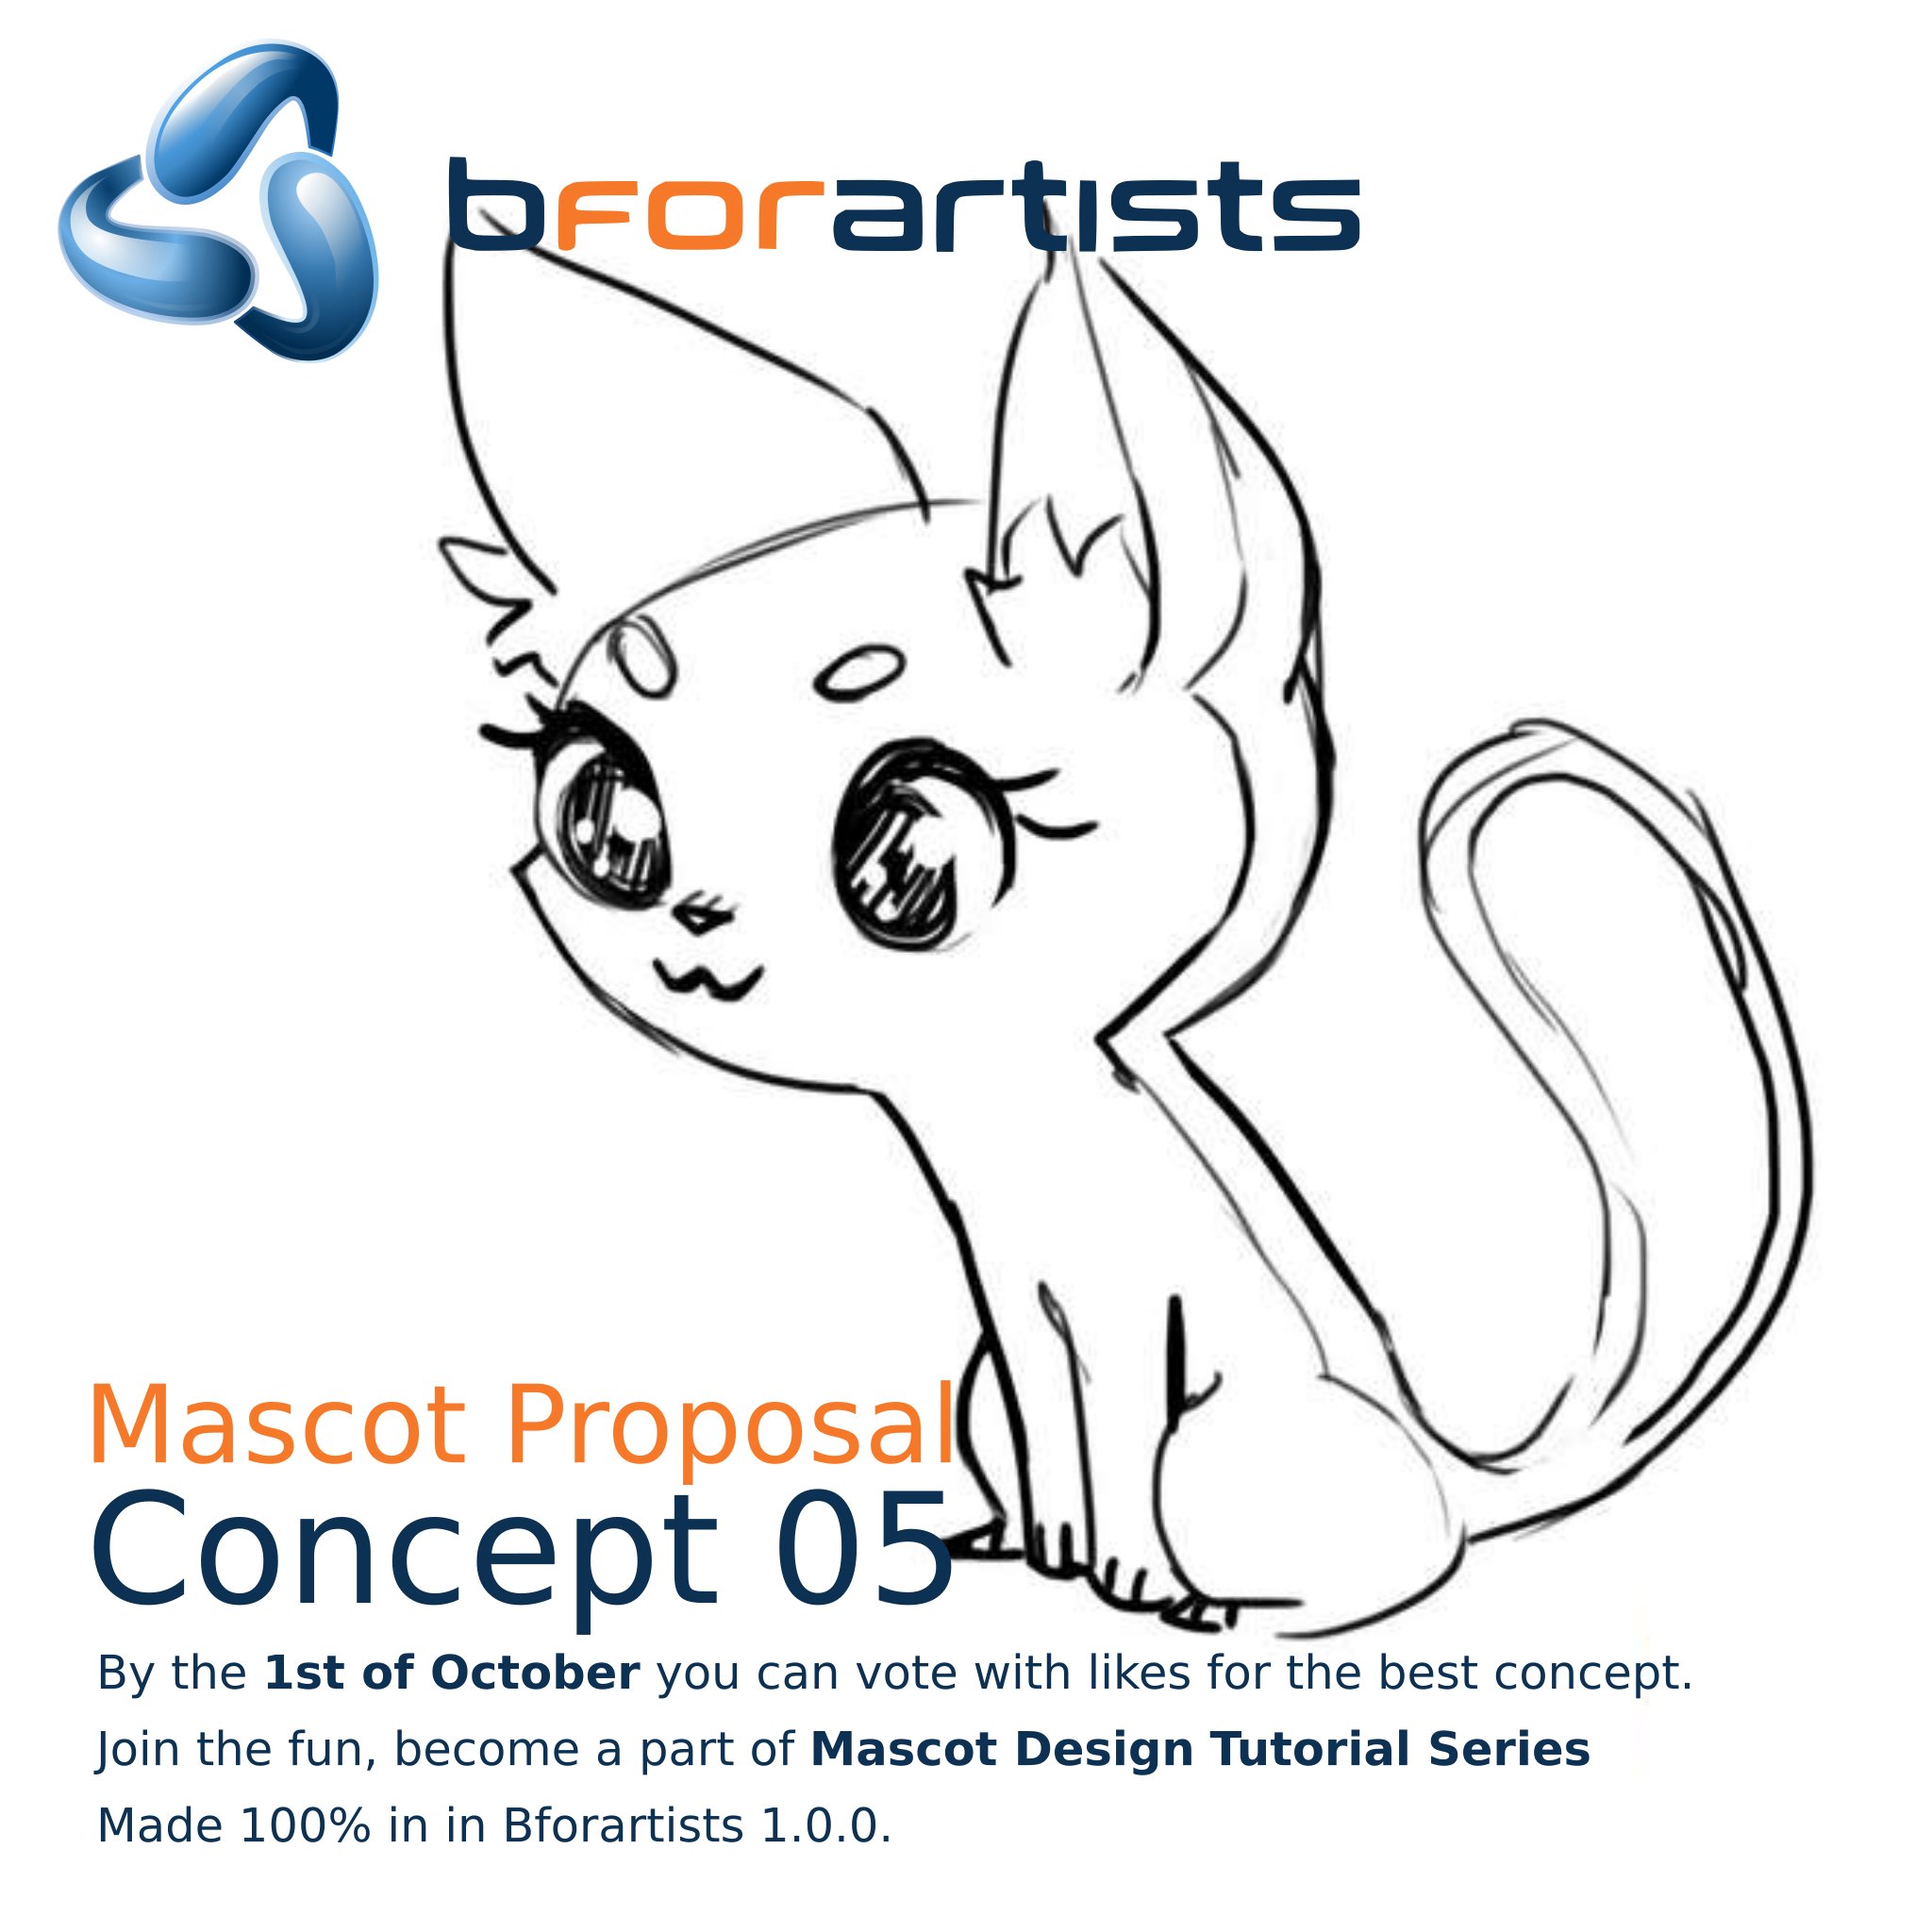 bforartists
Mascot Proposal
Concept 05
By the 1st of October you can vote with likes for the best concept.
Join the fun, become a part of Mascot Design Tutorial Series
Made 100% in in Bforartists 1.0.0.